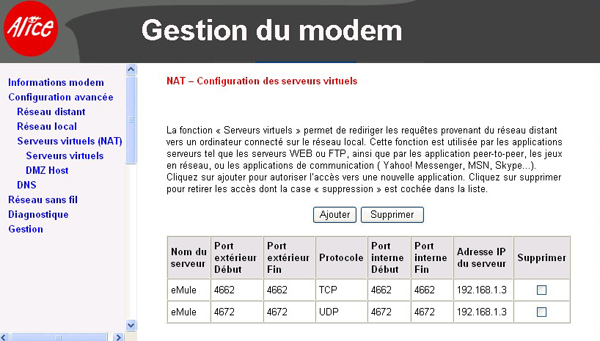 Alice
Gestion du modem
Informations modem
Configuration avancée
Réseau distant
Réseau local
Serveurs virtuels (NAT)
Serveurs virtuels
DMZ Host
DNS
Réseau sans fil
Diagnostique
Gestion
NAT – Configuration des serveurs virtuels
La fonction « Serveurs virtuels » permet de rediriger les requêtes provenant du réseau distant
vers un ordinateur connecté sur le réseau local. Cette fonction est utilisée par les applications
serveurs tel que les serveurs WEB ou FTP, ainsi que par les application peer-to-peer, les jeux
en réseau, ou les applications de communication ( Yahoo! Messenger, MSN, Skype...).
Cliquez sur ajouter pour autoriser l'accès vers une nouvelle application. Cliquez sur supprimer
pour retirer les accès dont la case « suppression » est cochée dans la liste.
Ajouter Supprimer
Nom du serveur Port extérieur Début Port extérieur Fin Protocole Port interne Début Port interne Fin Adresse IP du serveur Supprimer
eMule 4662 4662 TCP 4662 4662 192.168.1.3
eMule 4672 4672 UDP 4672 4672 192.168.1.3